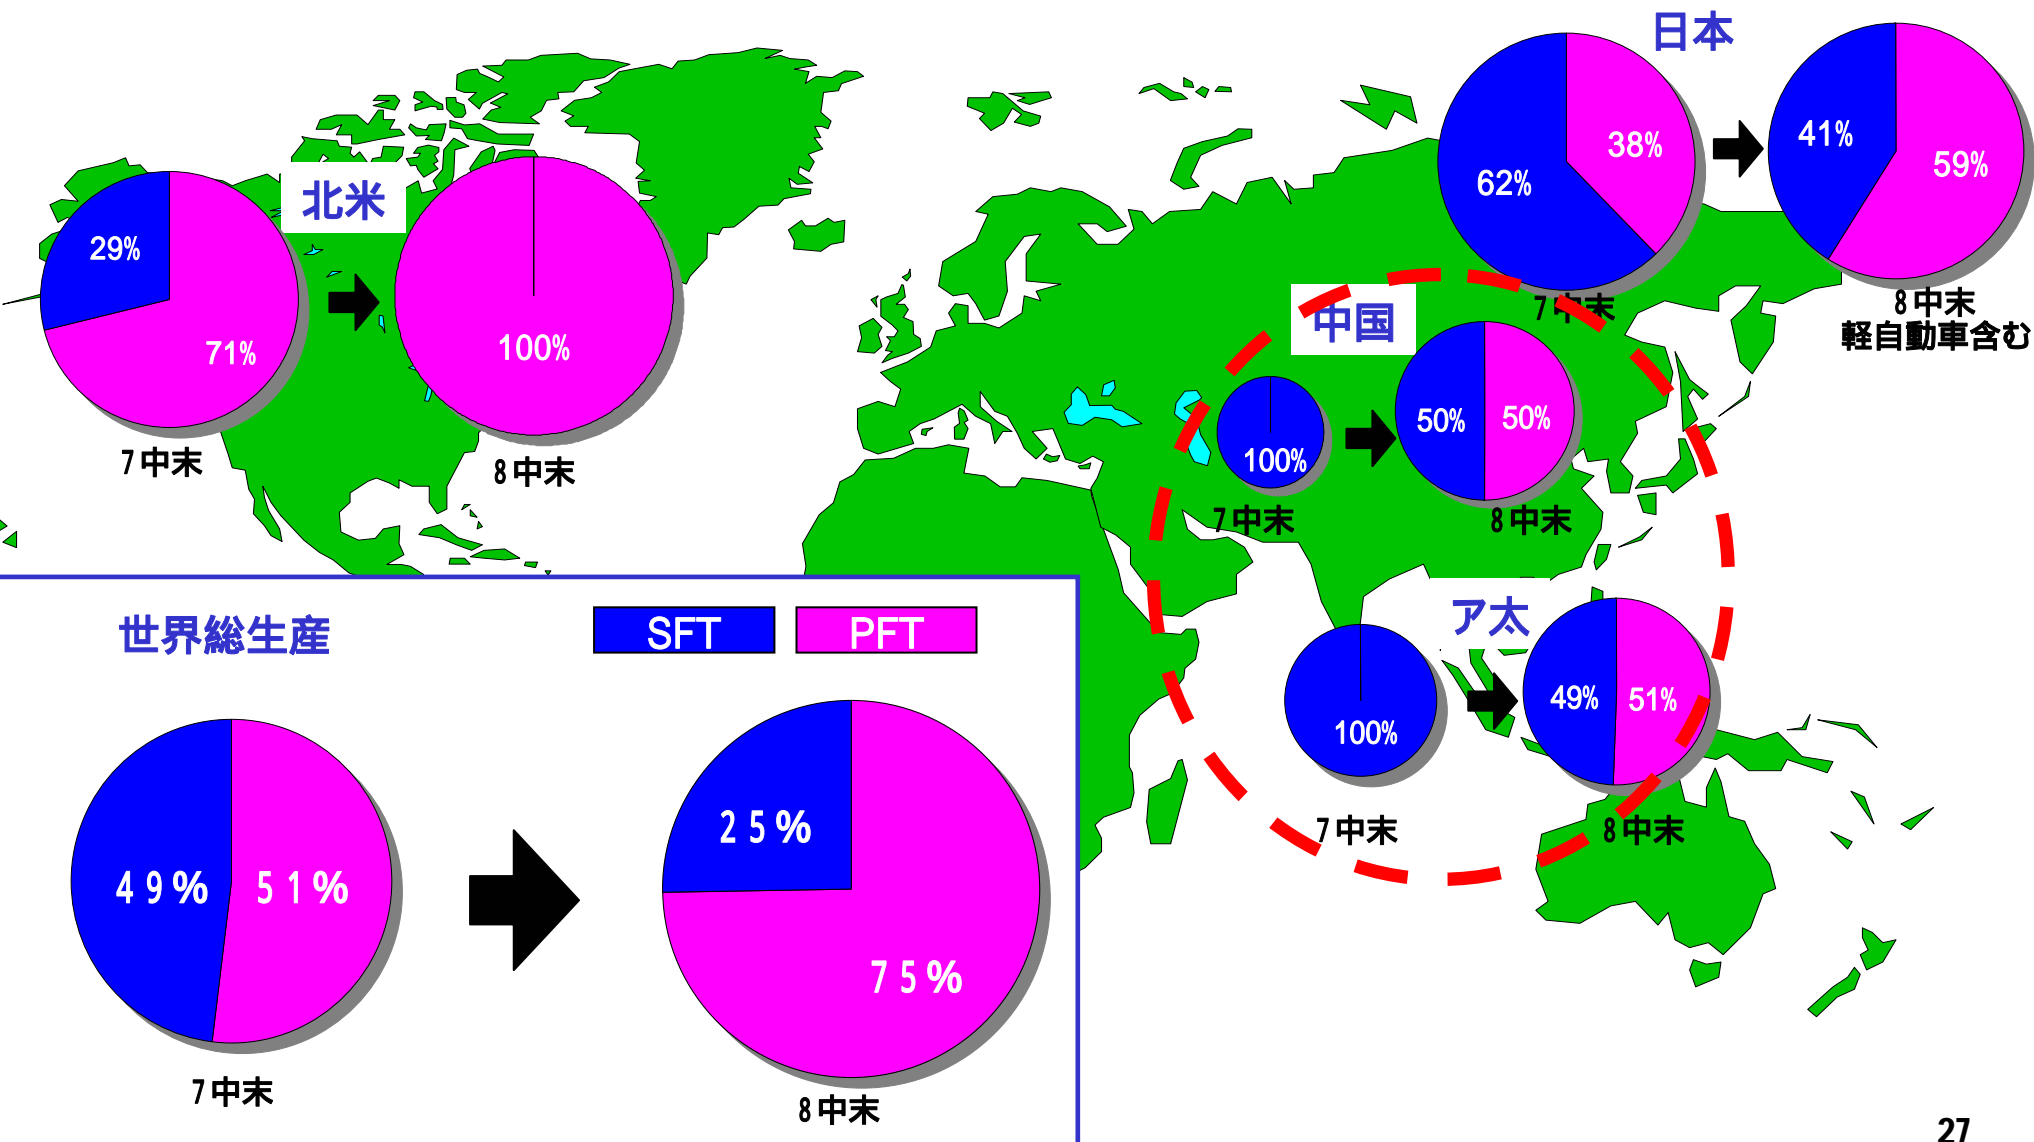 日本
62%
38%
7中末
41%
59%
8中末
軽自動車含む
北米
29%
71%
7中末
100%
8中末
中国
100%
7中末
50%
50%
8中末
ア太
100%
7中末
49%
51%
8中末
世界総生産
SFT
PFT
49%
51%
7中末
25%
75%
8中末
27